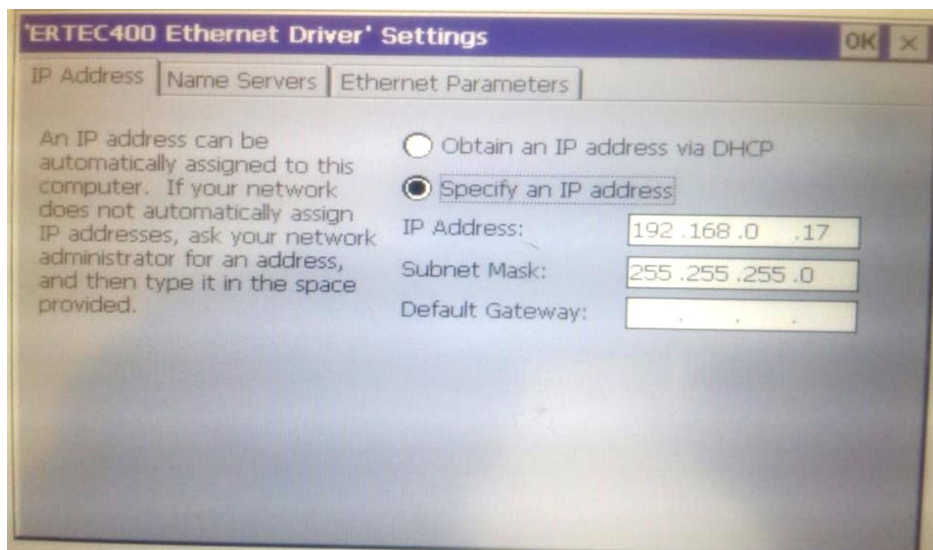 'ERTEC400 Ethernet Driver' Settings
OK ×
IP Address
Name Servers
Ethernet Parameters
An IP address can be
automatically assigned to this
computer. If your network
does not automatically assign
IP addresses, ask your network
administrator for an address,
and then type it in the space
provided.
Obtain an IP address via DHCP
Specify an IP address
IP Address: 192 .168 .0 .17
Subnet Mask: 255 .255 .255 .0
Default Gateway: . . .